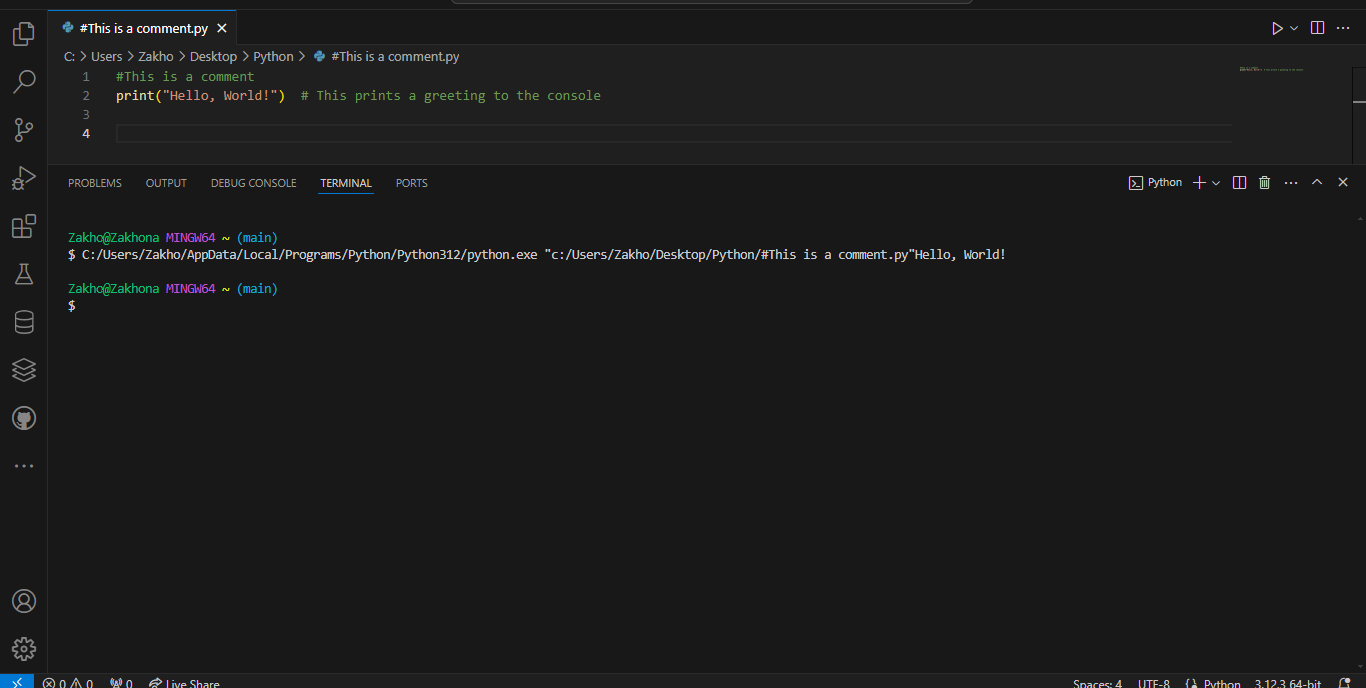 #This is a comment.py
C: > Users > Zakho > Desktop > Python > #This is a comment.py
1 #This is a comment
2 print("Hello, World!")  # This prints a greeting to the console
3
4
PROBLEMS OUTPUT DEBUG CONSOLE TERMINAL PORTS Python
Zakho@Zakhona MINGW64 ~ (main)
$ C:/Users/Zakho/AppData/Local/Programs/Python/Python312/python.exe "c:/Users/Zakho/Desktop/Python/#This is a comment.py"Hello, World!
Zakho@Zakhona MINGW64 ~ (main)
$
0 0 0 Live Share Spaces: 4 UTF-8 {} Python 3.12.3 64-bit